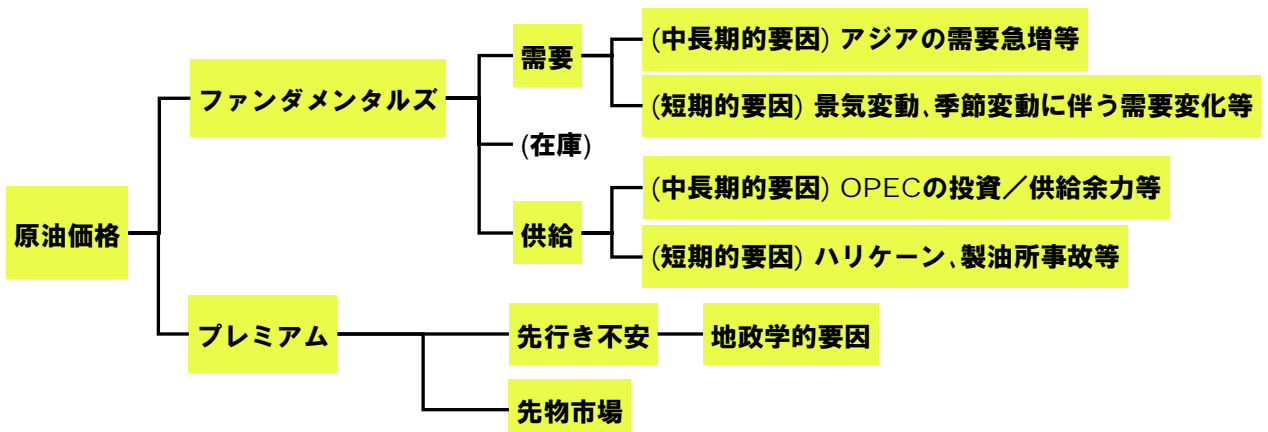 原油価格
ファンダメンタルズ
需要
(中長期的要因) アジアの需要急増等
(短期的要因) 景気変動、季節変動に伴う需要変化等
(在庫)
供給
(中長期的要因) OPECの投資／供給余力等
(短期的要因) ハリケーン、製油所事故等
プレミアム
先行き不安
地政学的要因
先物市場